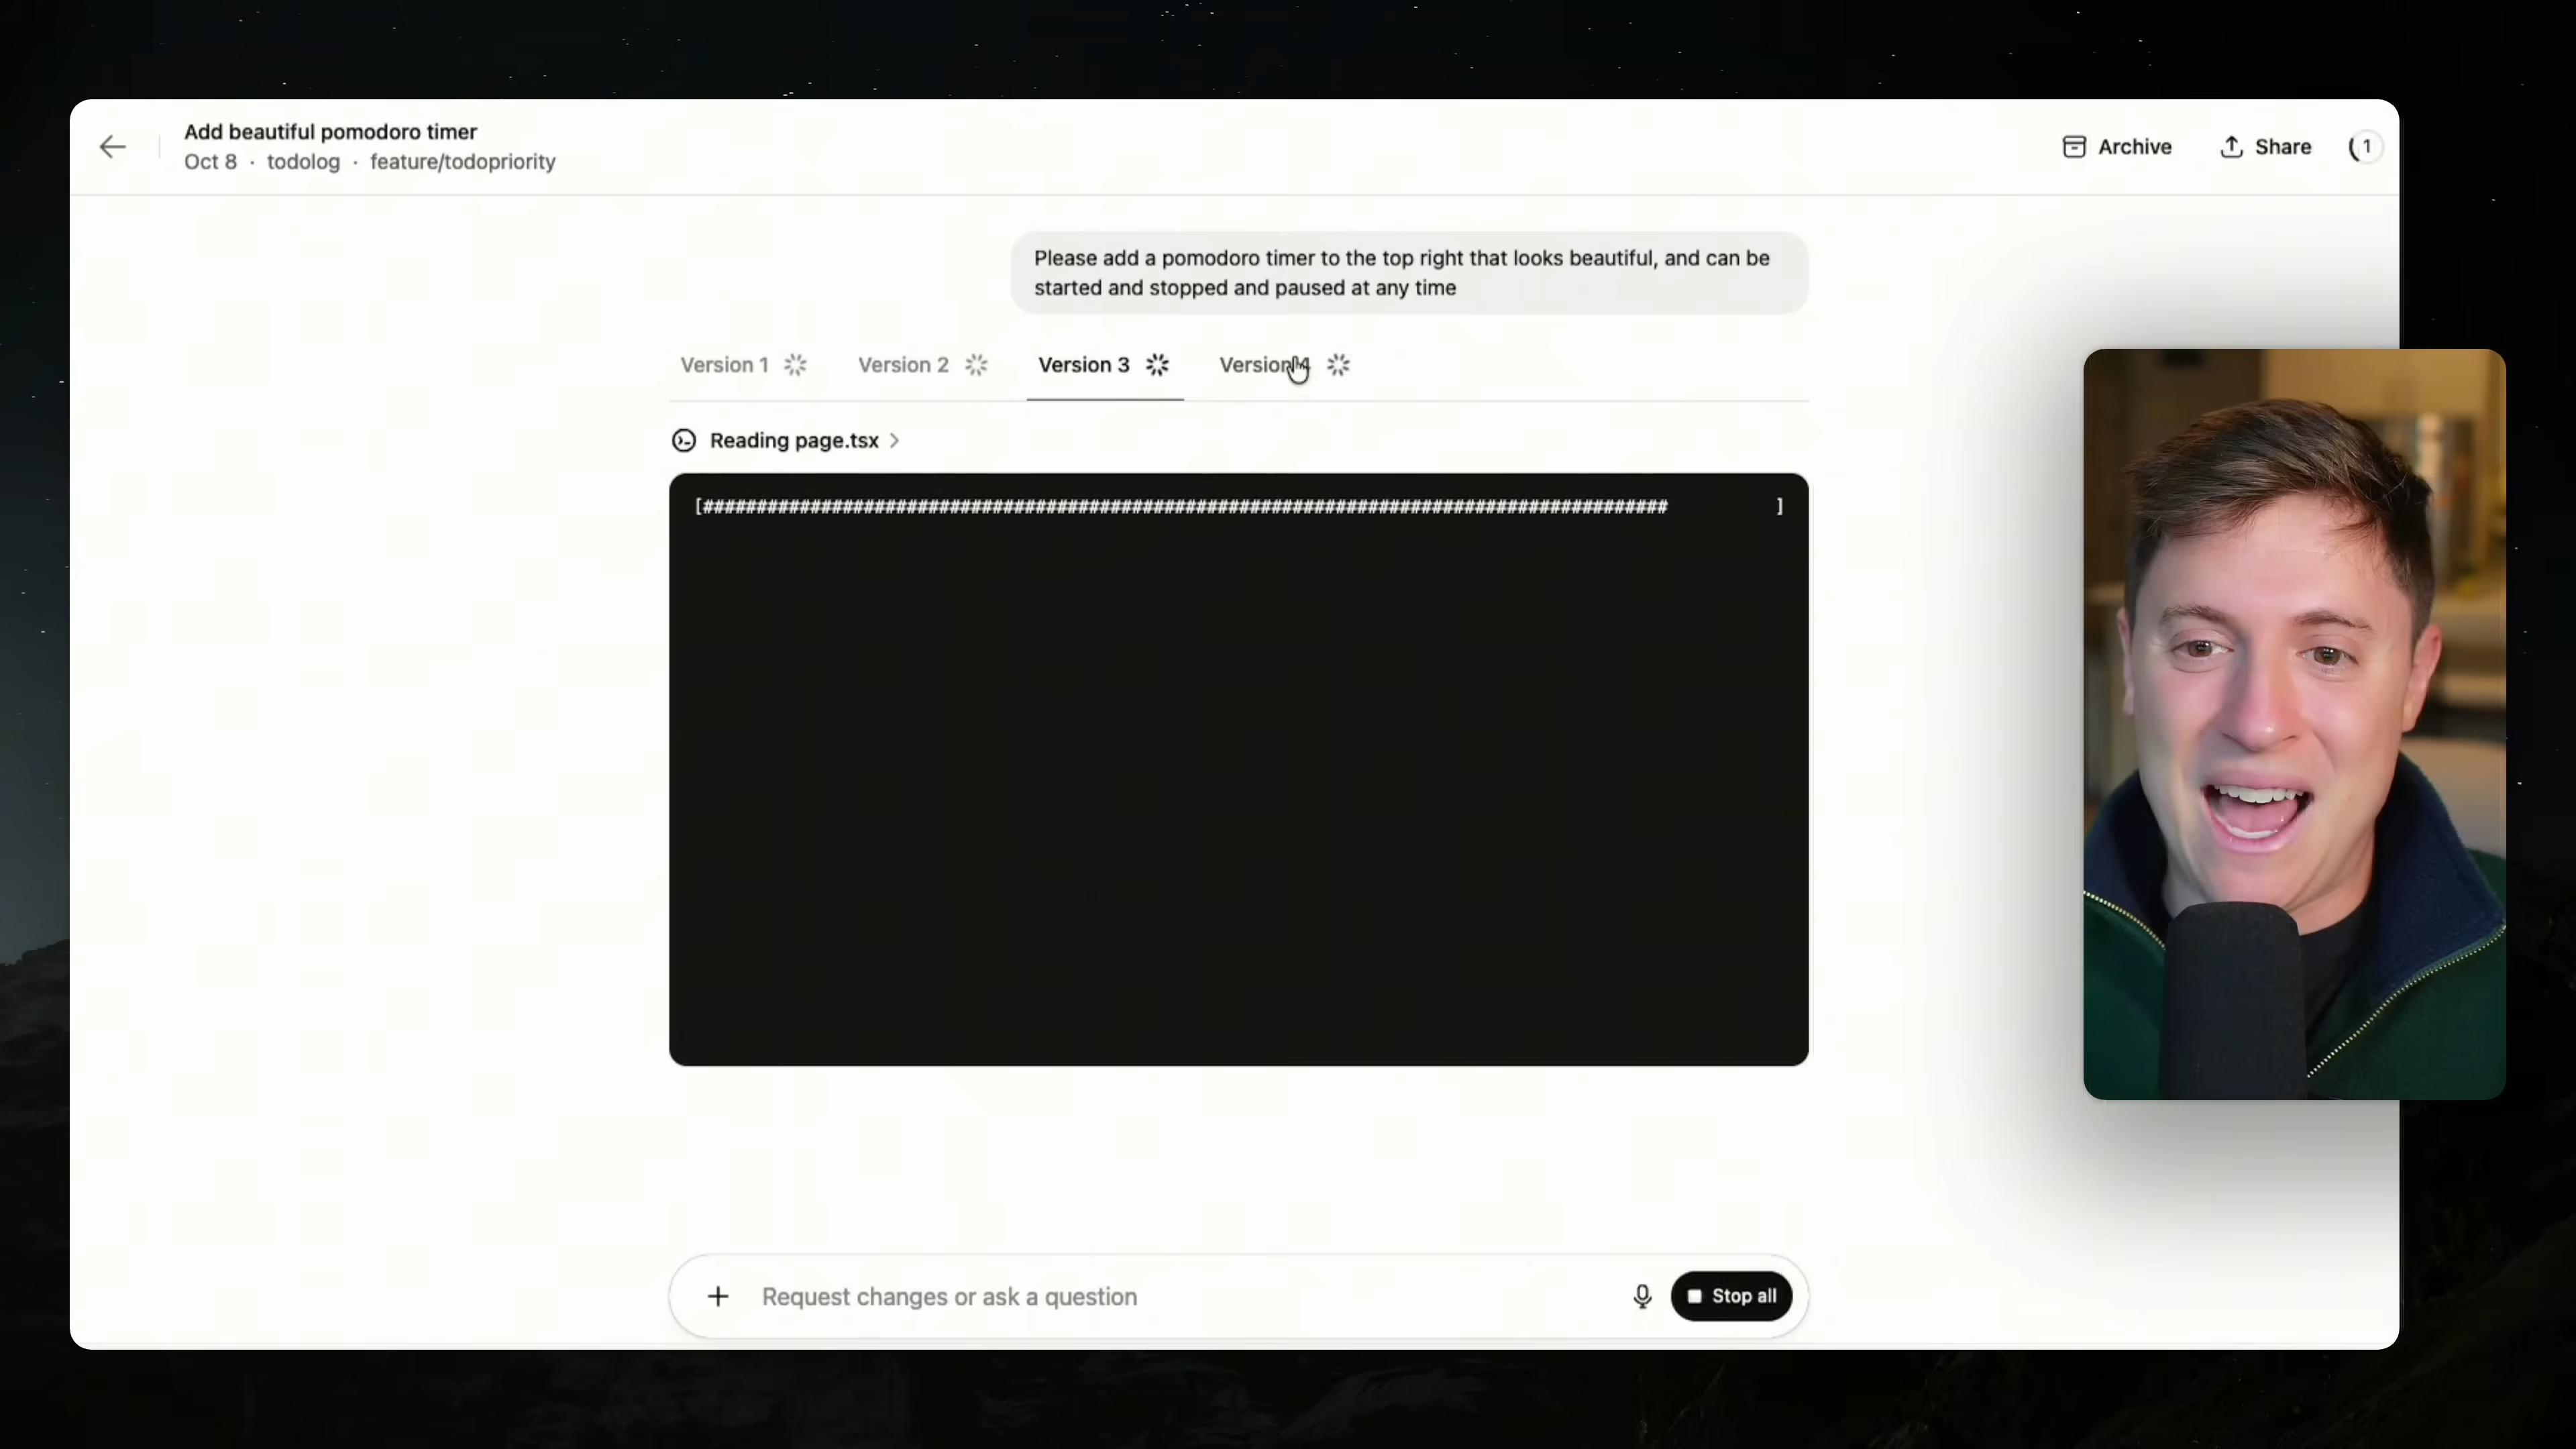 Add beautiful pomodoro timer
Oct 8 · todolog · feature/todopriority
Archive
Share
1
Please add a pomodoro timer to the top right that looks beautiful, and can be
started and stopped and paused at any time
Version 1
Version 2
Version 3
Version
Reading page.tsx
[##########################################################################################          ]
Request changes or ask a question
Stop all